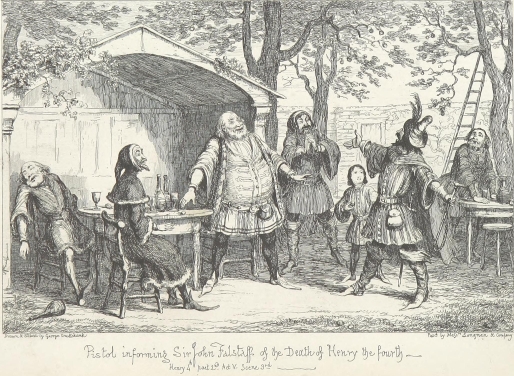 Drawn & Etched by George Cruikshank
Pubd by Messrs Longman & Company
Pistol informing Sir John Falstaff of the Death of Henry the fourth
Henry 4th part 2nd Act V. Scene 3rd